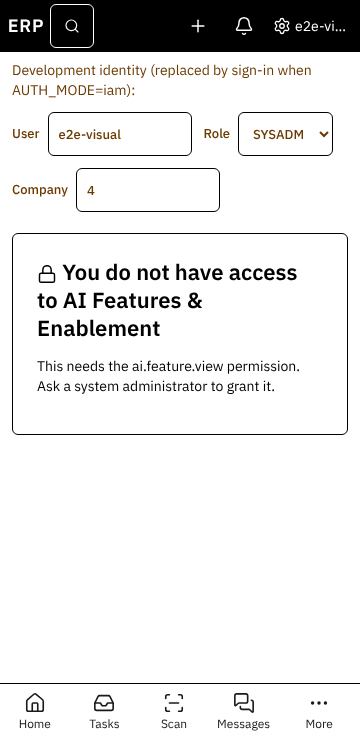 ERP
e2e-vi...
Development identity (replaced by sign-in when
AUTH_MODE=iam):
User e2e-visual Role SYSADM
Company 4
You do not have access
to AI Features &
Enablement
This needs the ai.feature.view permission.
Ask a system administrator to grant it.
Home Tasks Scan Messages More